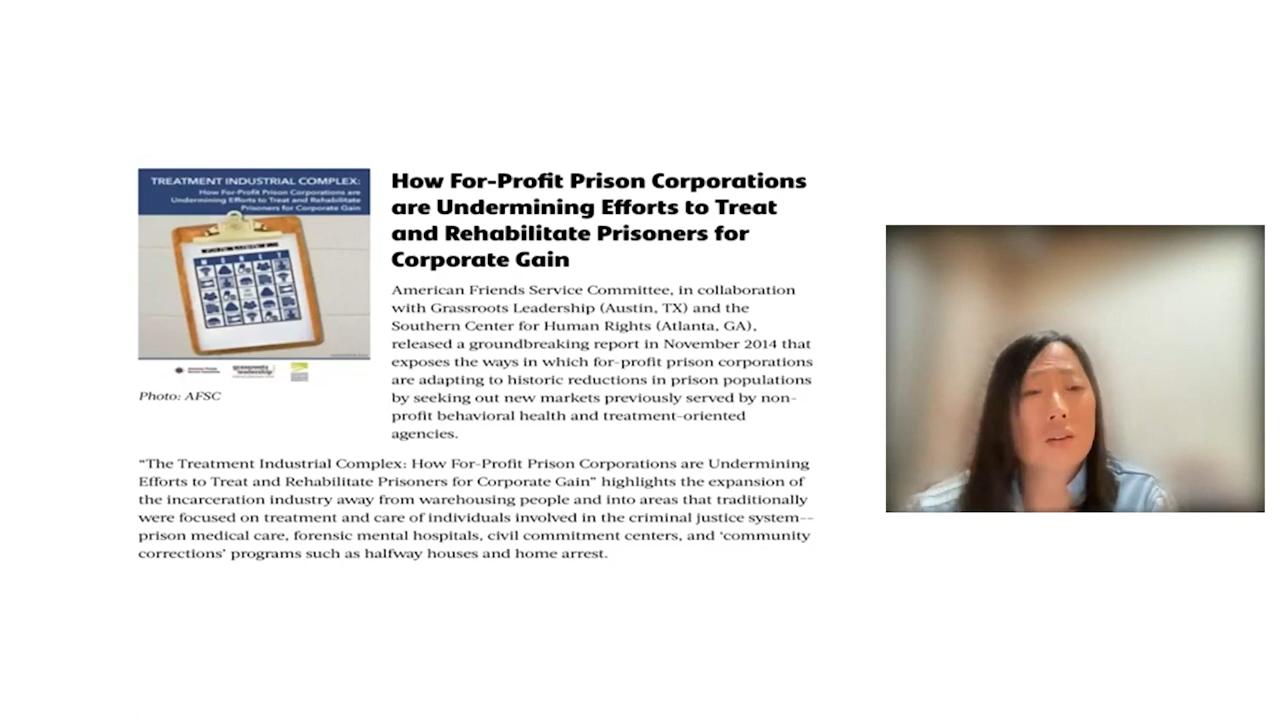 TREATMENT INDUSTRIAL COMPLEX:
How For-Profit Prison Corporations are
Undermining Efforts to Treat and Rehabilitate
Prisoners for Corporate Gain
MONEY
grassroots
leadership
Photo: AFSC
How For-Profit Prison Corporations
are Undermining Efforts to Treat
and Rehabilitate Prisoners for
Corporate Gain
American Friends Service Committee, in collaboration
with Grassroots Leadership (Austin, TX) and the
Southern Center for Human Rights (Atlanta, GA),
released a groundbreaking report in November 2014 that
exposes the ways in which for-profit prison corporations
are adapting to historic reductions in prison populations
by seeking out new markets previously served by non-
profit behavioral health and treatment-oriented
agencies.
“The Treatment Industrial Complex: How For-Profit Prison Corporations are Undermining
Efforts to Treat and Rehabilitate Prisoners for Corporate Gain” highlights the expansion of
the incarceration industry away from warehousing people and into areas that traditionally
were focused on treatment and care of individuals involved in the criminal justice system--
prison medical care, forensic mental hospitals, civil commitment centers, and ‘community
corrections’ programs such as halfway houses and home arrest.